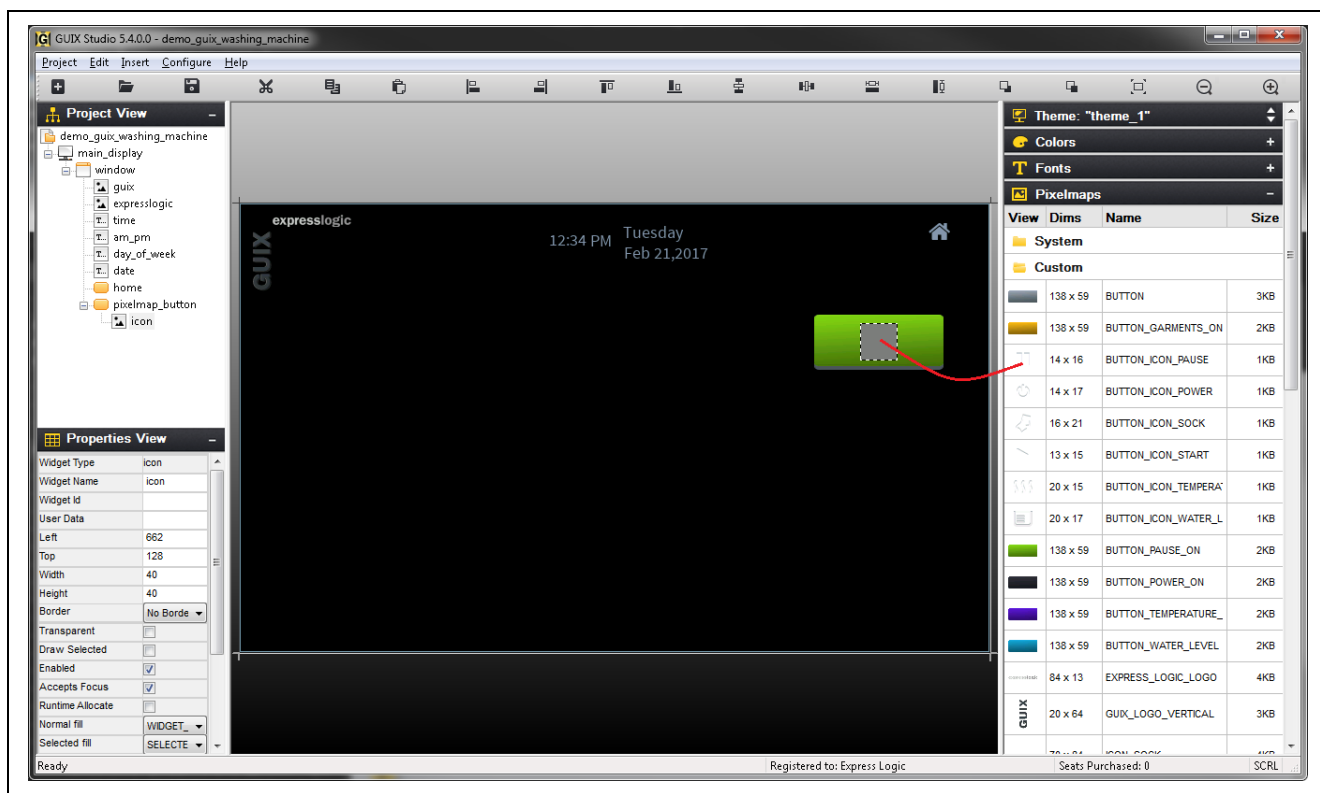 GUIX Studio 5.4.0.0 - demo_guix_washing_machine
Project Edit Insert Configure Help
Project View
demo_guix_washing_machine
main_display
window
guix
expresslogic
time
am_pm
day_of_week
date
home
pixelmap_button
icon
Properties View
Widget Type icon
Widget Name icon
Widget Id
User Data
Left 662
Top 128
Width 40
Height 40
Border No Borde
Transparent
Draw Selected
Enabled
Accepts Focus
Runtime Allocate
Normal fill WIDGET_
Selected fill SELECTE
expresslogic
GUIX
12:34 PM
Tuesday
Feb 21,2017
Theme: "theme_1"
Colors
Fonts
Pixelmaps
View Dims Name Size
System
Custom
138 x 59 BUTTON 3KB
138 x 59 BUTTON_GARMENTS_ON 2KB
14 x 16 BUTTON_ICON_PAUSE 1KB
14 x 17 BUTTON_ICON_POWER 1KB
16 x 21 BUTTON_ICON_SOCK 1KB
13 x 15 BUTTON_ICON_START 1KB
20 x 15 BUTTON_ICON_TEMPERA
20 x 17 BUTTON_ICON_WATER_L 1KB
138 x 59 BUTTON_PAUSE_ON 2KB
138 x 59 BUTTON_POWER_ON 2KB
138 x 59 BUTTON_TEMPERATURE_ 2KB
138 x 59 BUTTON_WATER_LEVEL 2KB
84 x 13 EXPRESS_LOGIC_LOGO 4KB
GUIX 20 x 64 GUIX_LOGO_VERTICAL 3KB
Ready
Registered to: Express Logic
Seats Purchased: 0
SCRL